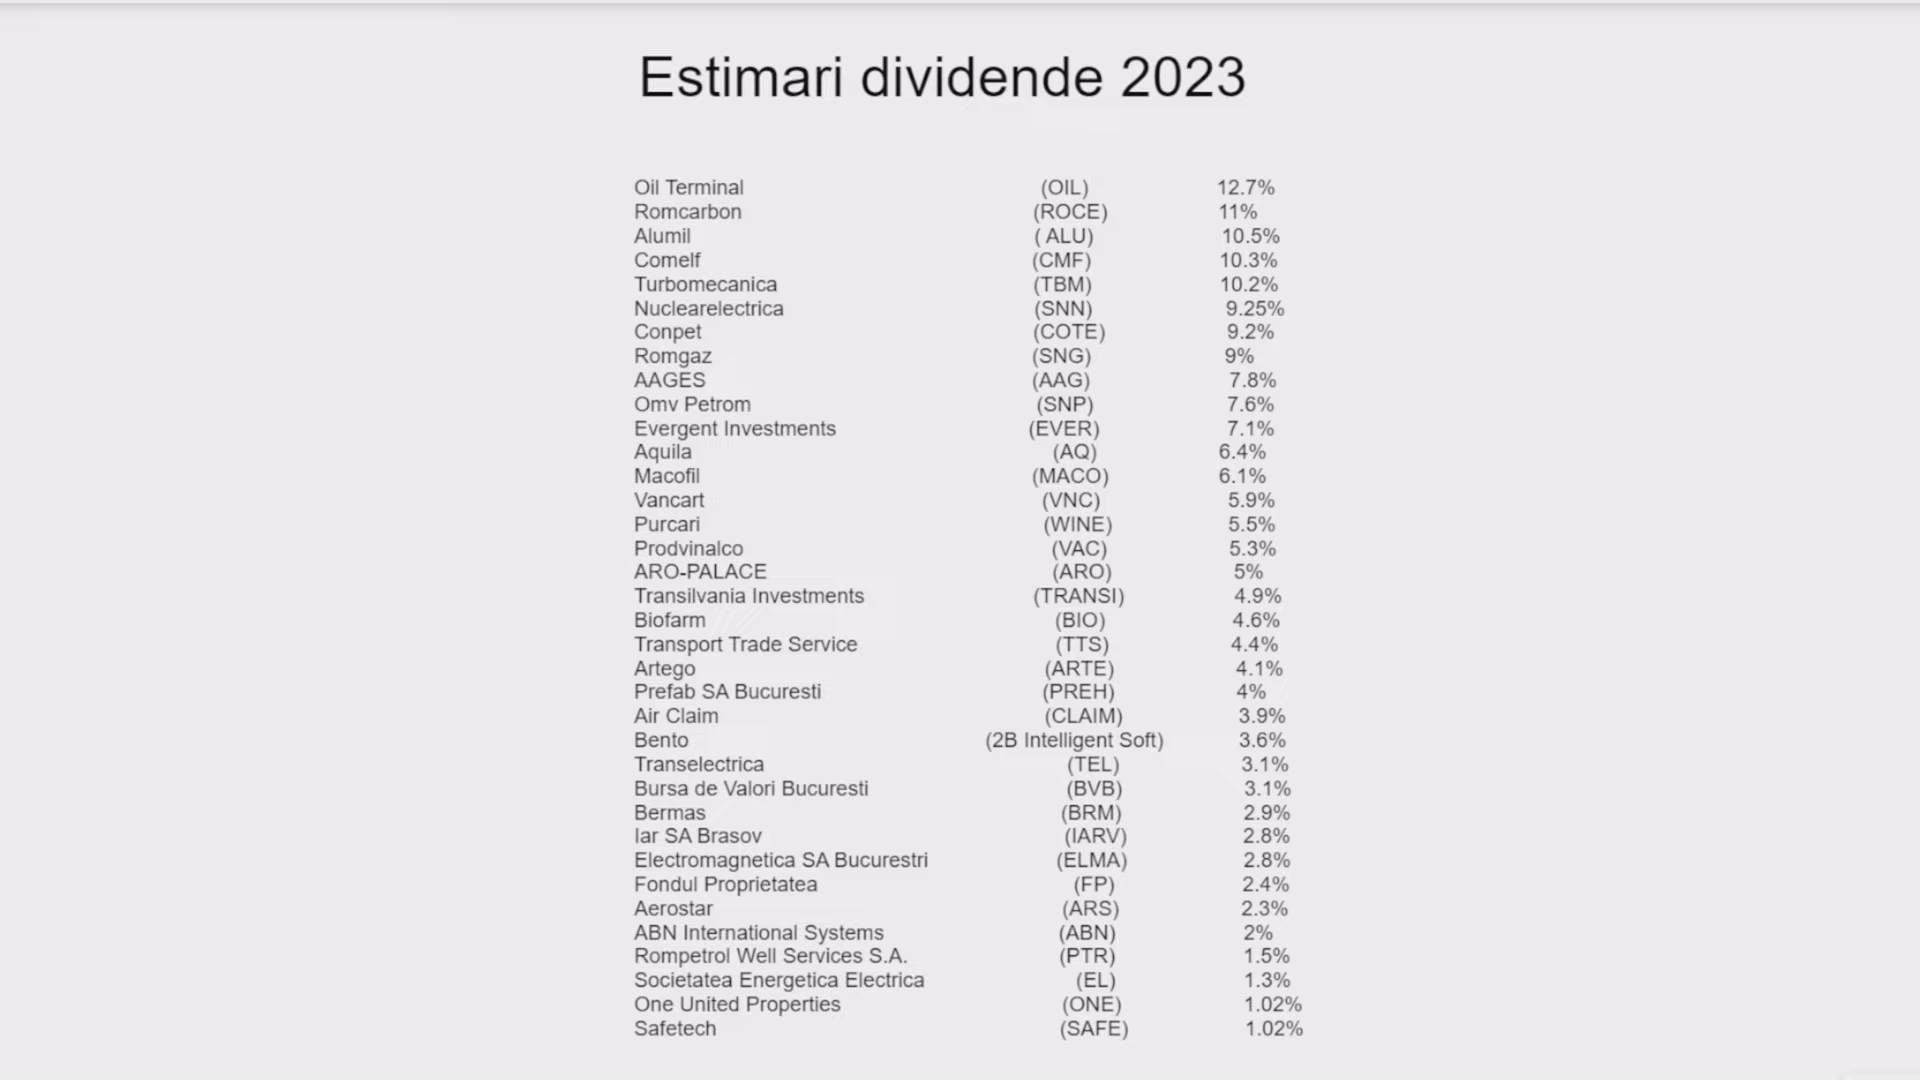 Estimari dividende 2023
Oil Terminal (OIL) 12.7%
Romcarbon (ROCE) 11%
Alumil ( ALU) 10.5%
Comelf (CMF) 10.3%
Turbomecanica (TBM) 10.2%
Nuclearelectrica (SNN) 9.25%
Conpet (COTE) 9.2%
Romgaz (SNG) 9%
AAGES (AAG) 7.8%
Omv Petrom (SNP) 7.6%
Evergent Investments (EVER) 7.1%
Aquila (AQ) 6.4%
Macofil (MACO) 6.1%
Vancart (VNC) 5.9%
Purcari (WINE) 5.5%
Prodvinalco (VAC) 5.3%
ARO-PALACE (ARO) 5%
Transilvania Investments (TRANSI) 4.9%
Biofarm (BIO) 4.6%
Transport Trade Service (TTS) 4.4%
Artego (ARTE) 4.1%
Prefab SA Bucuresti (PREH) 4%
Air Claim (CLAIM) 3.9%
Bento (2B Intelligent Soft) 3.6%
Transelectrica (TEL) 3.1%
Bursa de Valori Bucuresti (BVB) 3.1%
Bermas (BRM) 2.9%
Iar SA Brasov (IARV) 2.8%
Electromagnetica SA Bucurestri (ELMA) 2.8%
Fondul Proprietatea (FP) 2.4%
Aerostar (ARS) 2.3%
ABN International Systems (ABN) 2%
Rompetrol Well Services S.A. (PTR) 1.5%
Societatea Energetica Electrica (EL) 1.3%
One United Properties (ONE) 1.02%
Safetech (SAFE) 1.02%